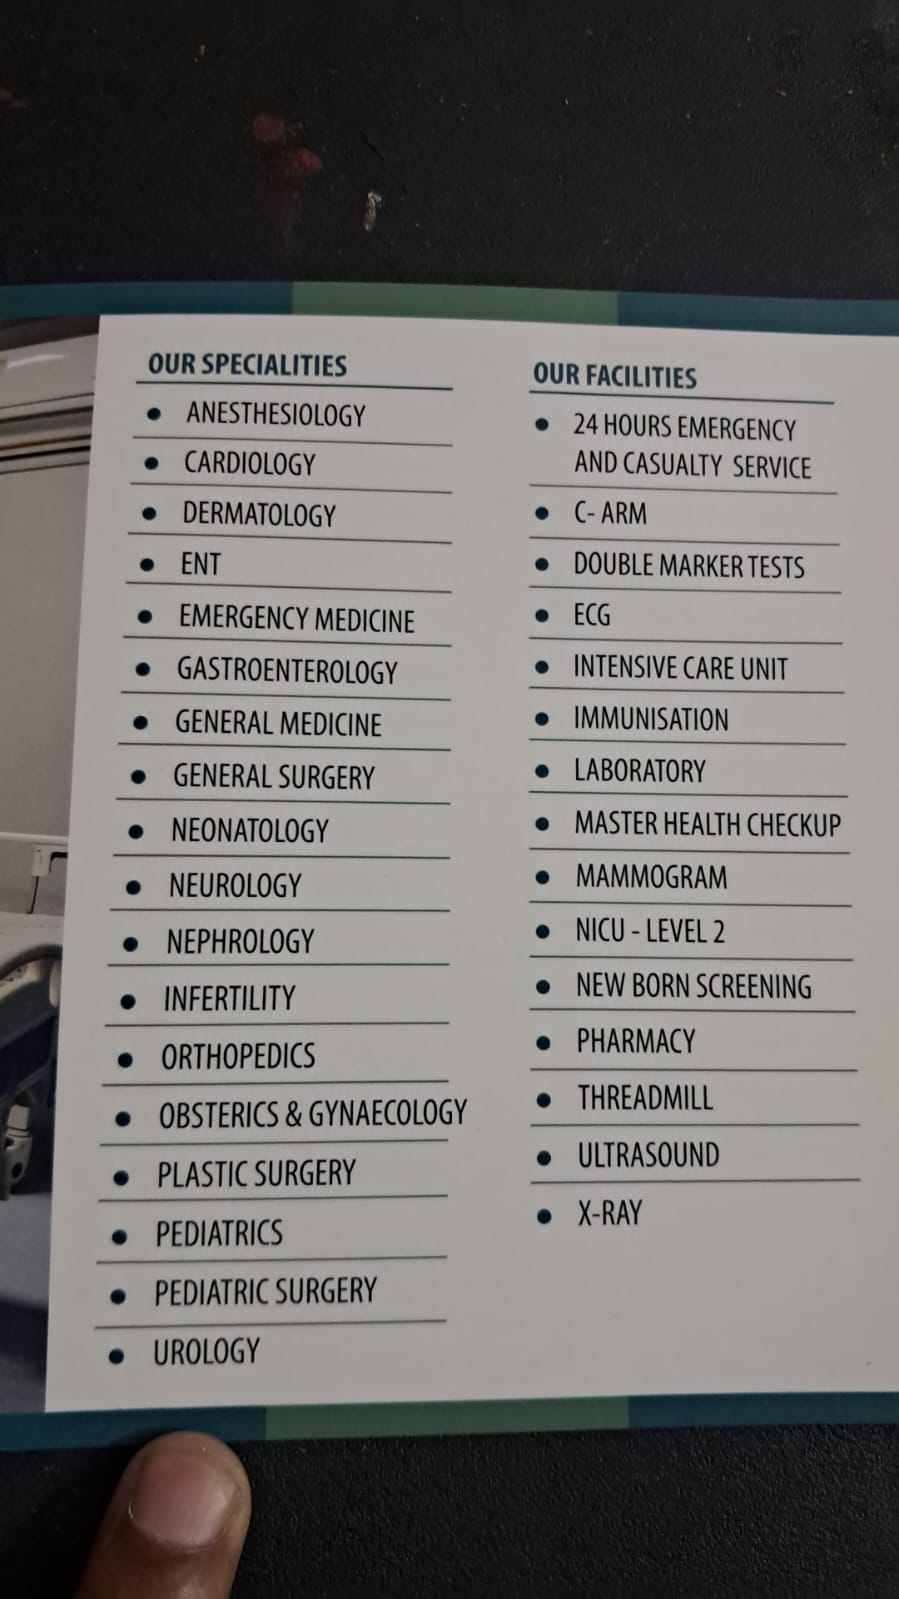 OUR SPECIALITIES
ANESTHESIOLOGY
CARDIOLOGY
DERMATOLOGY
ENT
EMERGENCY MEDICINE
GASTROENTEROLOGY
GENERAL MEDICINE
GENERAL SURGERY
NEONATOLOGY
NEUROLOGY
NEPHROLOGY
INFERTILITY
ORTHOPEDICS
OBSTERICS & GYNAECOLOGY
PLASTIC SURGERY
PEDIATRICS
PEDIATRIC SURGERY
UROLOGY
OUR FACILITIES
24 HOURS EMERGENCY
AND CASUALTY SERVICE
C- ARM
DOUBLE MARKER TESTS
ECG
INTENSIVE CARE UNIT
IMMUNISATION
LABORATORY
MASTER HEALTH CHECKUP
MAMMOGRAM
NICU - LEVEL 2
NEW BORN SCREENING
PHARMACY
THREADMILL
ULTRASOUND
X-RAY